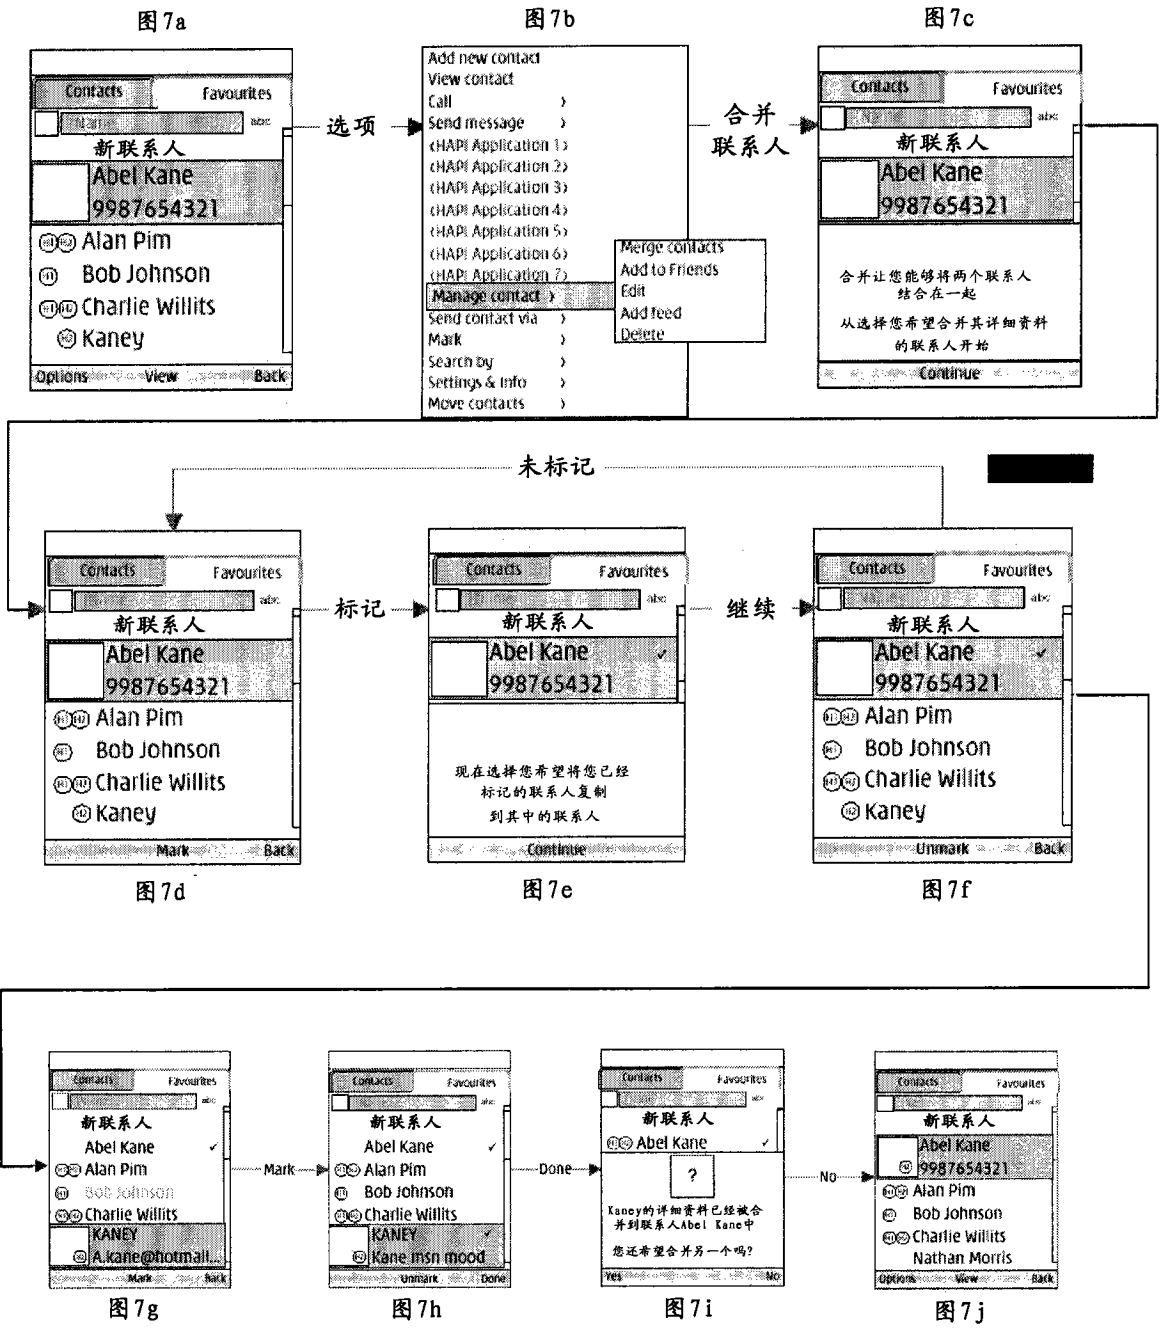 图7a
图7b
图7c
Contacts
Favourites
Name
abc
新联系人
Abel Kane
9987654321
Alan Pim
Bob Johnson
Charlie Willits
Kaney
Options
View
Back
选项
Add new contact
View contact
Call >
Send message >
(HAPI Application 1>
(HAPI Application 2>
(HAPI Application 3>
(HAPI Application 4>
(HAPI Application 5>
(HAPI Application 6>
(HAPI Application 7>
Manage contact >
Send contact via >
Mark >
Search by >
Settings & Info >
Move contacts >
Merge contacts
Add to Friends
Edit
Add feed
Delete
合并
联系人
Contacts
Favourites
abc
新联系人
Abel Kane
9987654321
合并让您能够将两个联系人
结合在一起
从选择您希望合并其详细资料
的联系人开始
Continue
未标记
Contacts
Favourites
abc
新联系人
Abel Kane
9987654321
Alan Pim
Bob Johnson
Charlie Willits
Kaney
Mark
Back
标记
Contacts
Favourites
abc
新联系人
Abel Kane ✓
9987654321
现在选择您希望将您已经
标记的联系人复制
到其中的联系人
Continue
继续
Contacts
Favourites
abc
新联系人
Abel Kane ✓
9987654321
Alan Pim
Bob Johnson
Charlie Willits
Kaney
Unmark
Back
图7d
图7e
图7f
Contacts
Favourites
abc
新联系人
Abel Kane ✓
Alan Pim
Bob Johnson
Charlie Willits
KANEY
A.kane@hotmail...
Mark
Back
Mark
Contacts
Favourites
abc
新联系人
Abel Kane ✓
Alan Pim
Bob Johnson
Charlie Willits
KANEY ✓
Kane msn mood
Unmark
Done
Done
Contacts
Favourites
abc
新联系人
Abel Kane ✓
?
Kaney的详细资料已经被合
并到联系人Abel Kane中
您还希望合并另一个吗?
Yes
No
No
Contacts
Favourites
abc
新联系人
Abel Kane
9987654321
Alan Pim
Bob Johnson
Charlie Willits
Nathan Morris
Options
View
Back
图7g
图7h
图7i
图7j